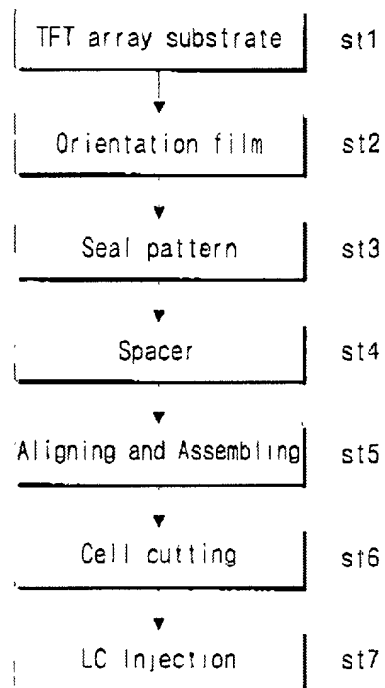 TFT array substrate st1
Orientation film st2
Seal pattern st3
Spacer st4
Aligning and Assembling st5
Cell cutting st6
LC Injection st7